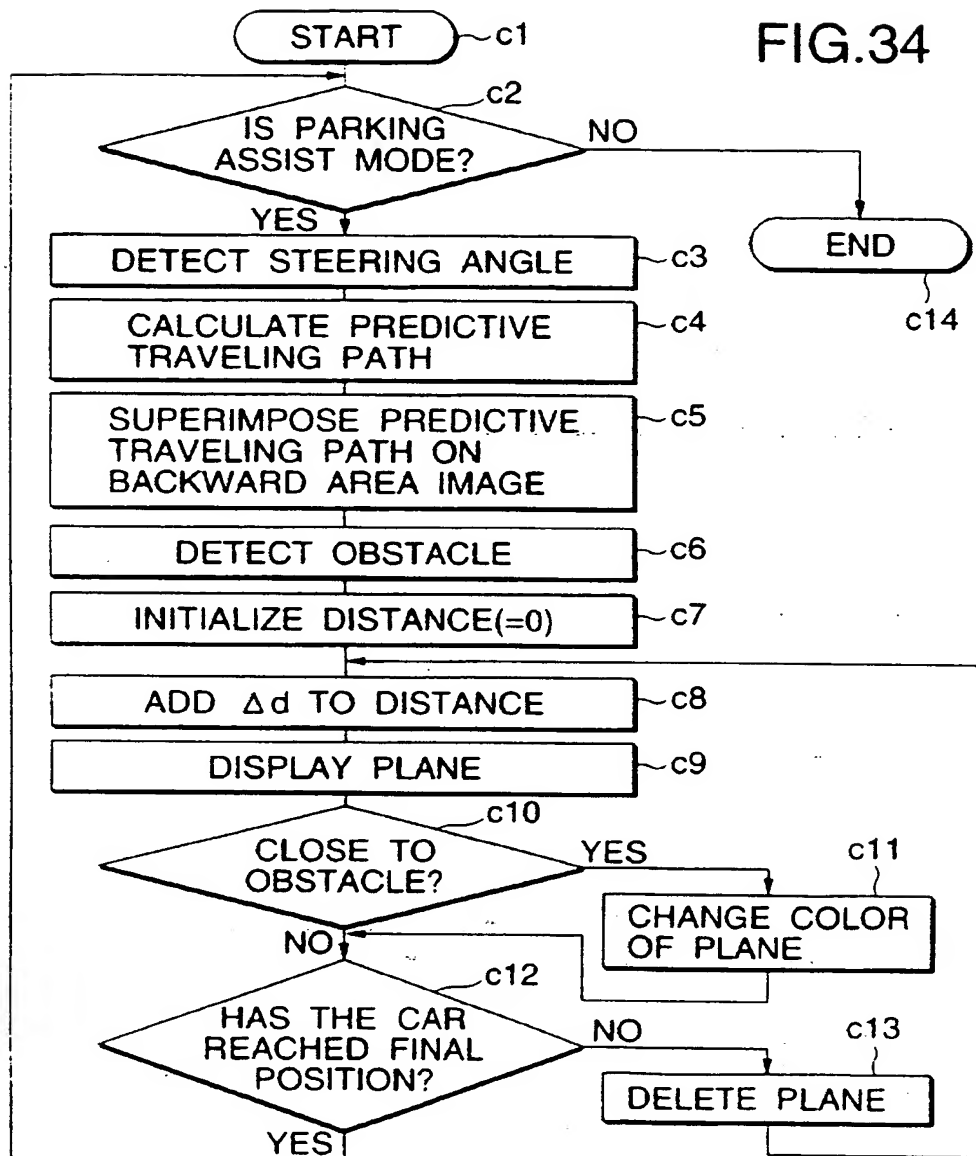 FIG.34
START
c1
c2
IS PARKING
ASSIST MODE?
NO
YES
END
c14
DETECT STEERING ANGLE
c3
CALCULATE PREDICTIVE
TRAVELING PATH
c4
SUPERIMPOSE PREDICTIVE
TRAVELING PATH ON
BACKWARD AREA IMAGE
c5
DETECT OBSTACLE
c6
INITIALIZE DISTANCE(=0)
c7
ADD Δd TO DISTANCE
c8
DISPLAY PLANE
c9
c10
CLOSE TO
OBSTACLE?
YES
c11
CHANGE COLOR
OF PLANE
NO
c12
HAS THE CAR
REACHED FINAL
POSITION?
NO
c13
DELETE PLANE
YES